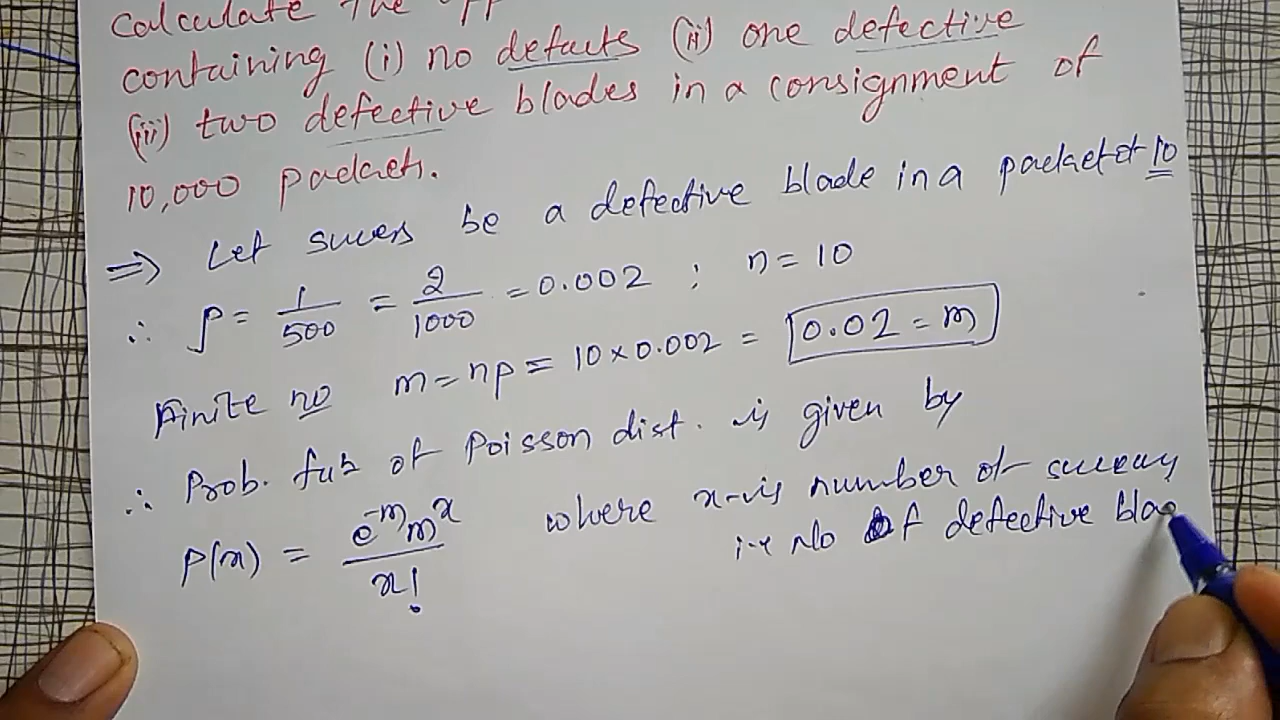 Calculate the
containing (i) no defects (ii) one defective
(iii) two defective blades in a consignment of
10,000 packets.
⇒ Let success be a defective blade in a packet of 10
∴ p = 1/500 = 2/1000 = 0.002 ; n = 10
Finite no m = np = 10 × 0.002 = 0.02 = m
∴ Prob. fun of Poisson dist. is given by
P(x) = e^-m m^x / x! where x-is number of success
i.e No of defective bla